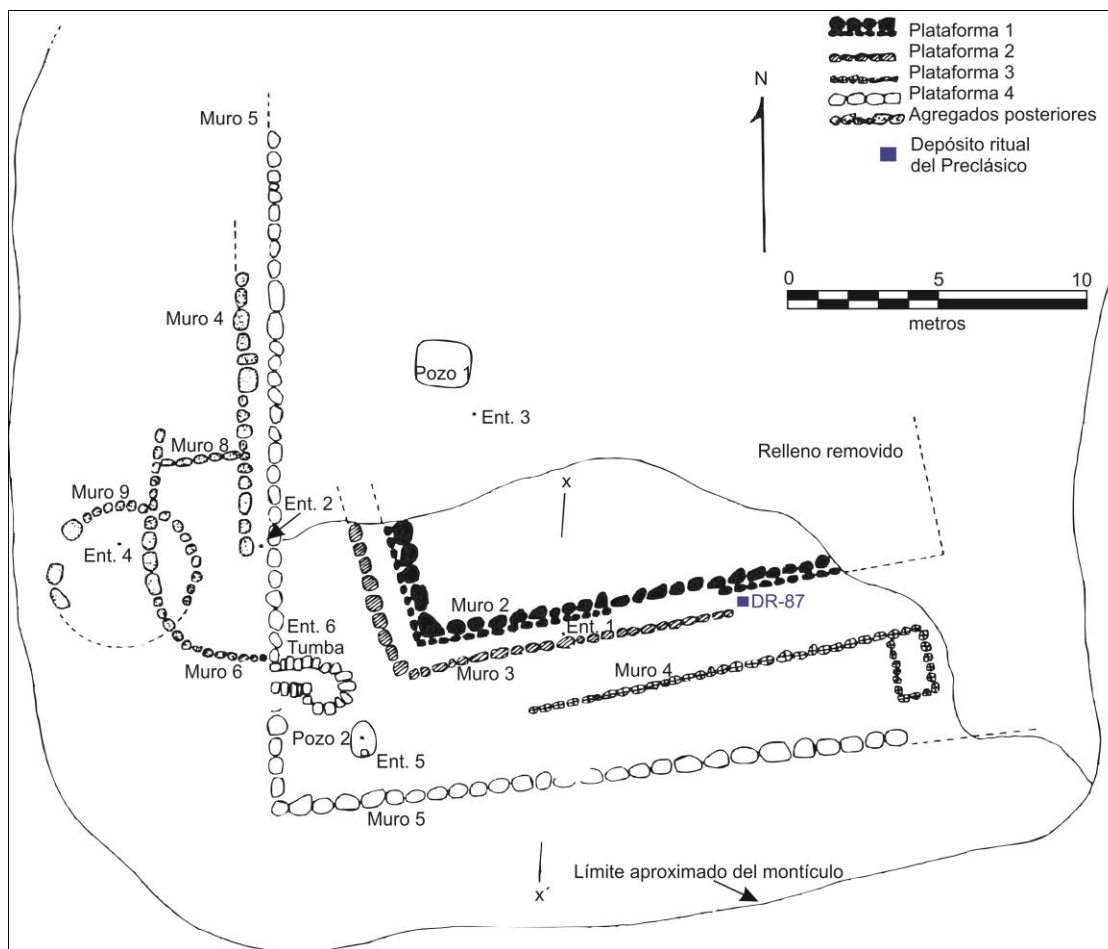 Plataforma 1
Plataforma 2
Plataforma 3
Plataforma 4
Agregados posteriores
Depósito ritual
del Preclásico
N
0 5 10
metros
Muro 5
Muro 4
Pozo 1
Ent. 3
Muro 8
Relleno removido
Muro 9
Ent. 2
x
Ent. 4
Muro 2
DR-87
Ent. 1
Ent. 6
Tumba
Muro 3
Muro 4
Muro 6
Pozo 2
Ent. 5
Muro 5
Límite aproximado del montículo
x´